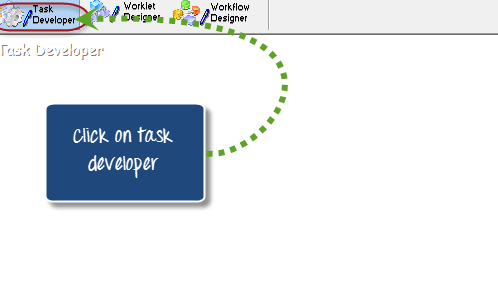 Task Developer
Worklet Designer
Workflow Designer
Task Developer
Click on task
developer